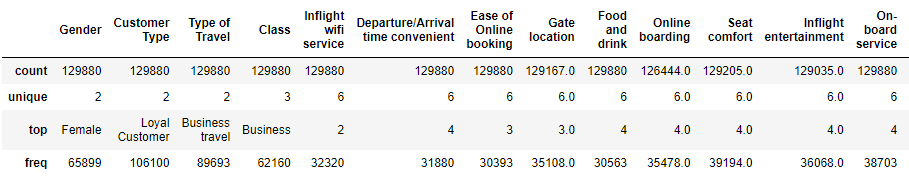 Gender Customer Type Type of Travel Class Inflight wifi service Departure/Arrival time convenient Ease of Online booking Gate location Food and drink Online boarding Seat comfort Inflight entertainment On-board service
count 129880 129880 129880 129880 129880 129880 129880 129167.0 129880 126444.0 129205.0 129035.0 129880
unique 2 2 2 3 6 6 6 6.0 6 6.0 6.0 6.0 6
top Female Loyal Customer Business travel Business 2 4 3 3.0 4 4.0 4.0 4.0 4
freq 65899 106100 89693 62160 32320 31880 30393 35108.0 30563 35478.0 39194.0 36068.0 38703